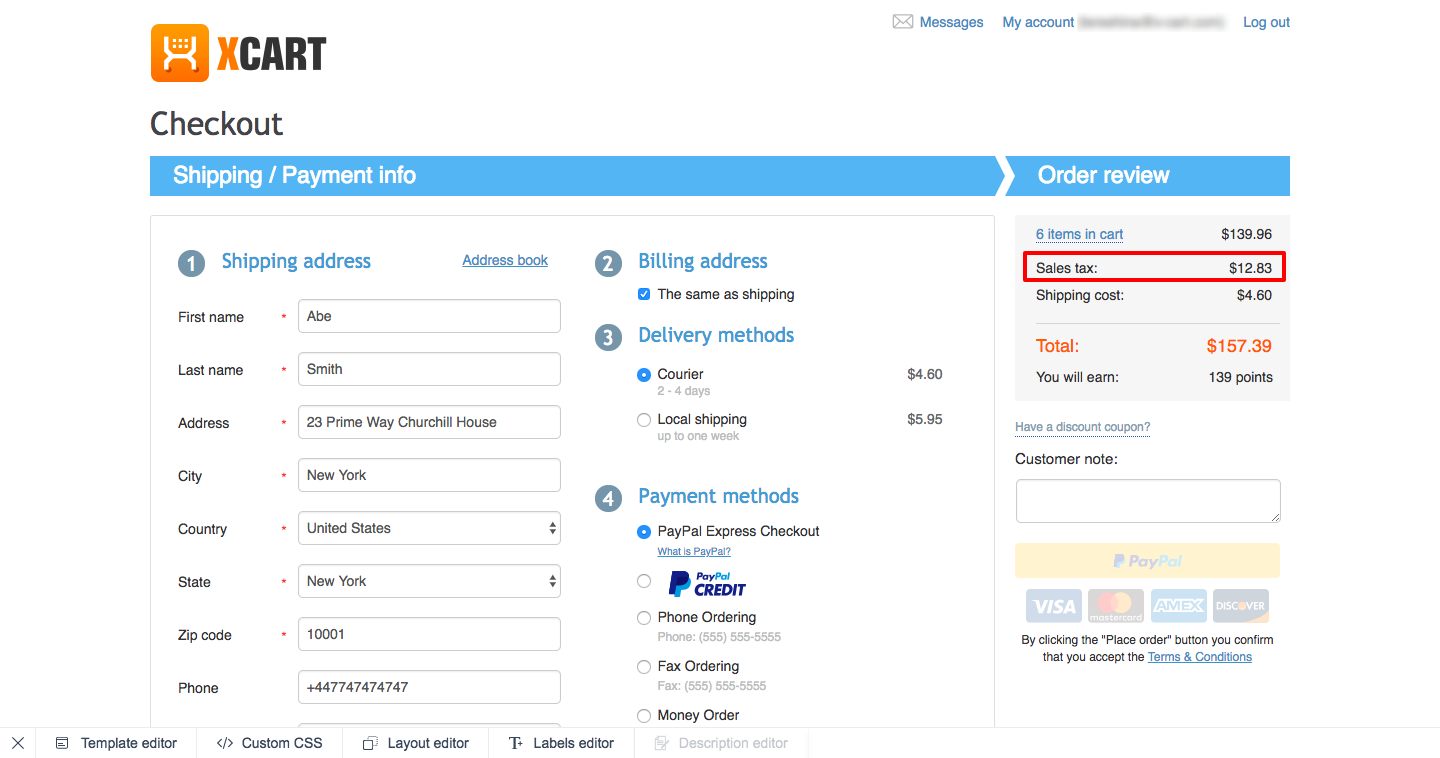 Messages My account Log out
XCART
Checkout
Shipping / Payment info
Order review
1 Shipping address Address book
First name * Abe
Last name * Smith
Address * 23 Prime Way Churchill House
City * New York
Country * United States
State * New York
Zip code * 10001
Phone +447747474747
2 Billing address
The same as shipping
3 Delivery methods
Courier $4.60
2 - 4 days
Local shipping $5.95
up to one week
4 Payment methods
PayPal Express Checkout
What is PayPal?
PayPal
CREDIT
Phone Ordering
Phone: (555) 555-5555
Fax Ordering
Fax: (555) 555-5555
Money Order
6 items in cart $139.96
Sales tax: $12.83
Shipping cost: $4.60
Total: $157.39
You will earn: 139 points
Have a discount coupon?
Customer note:
PayPal
VISA mastercard AMEX DISCOVER
By clicking the "Place order" button you confirm
that you accept the Terms & Conditions
Template editor </> Custom CSS Layout editor Labels editor Description editor